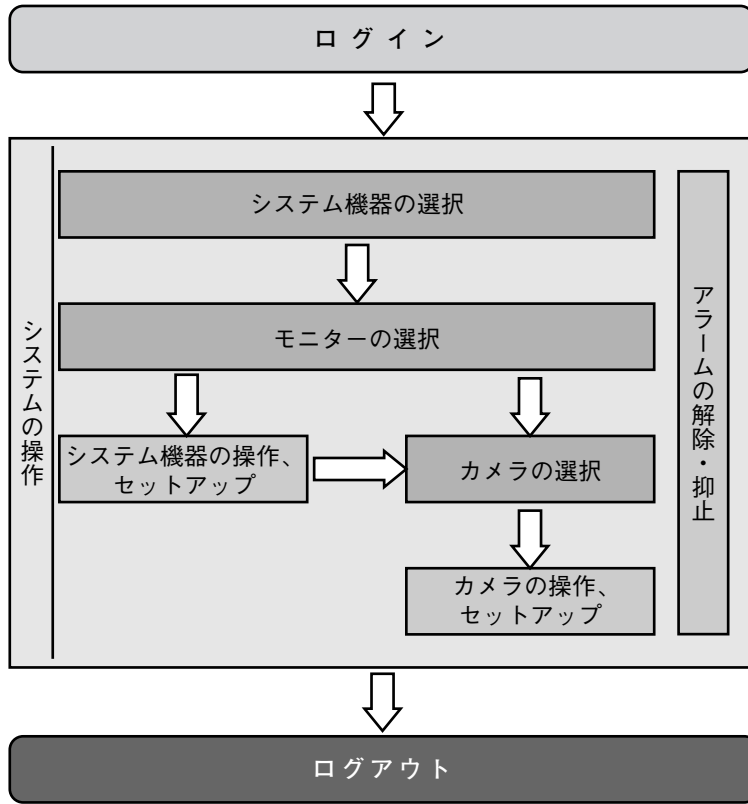 ログイン
システムの操作
システム機器の選択
モニターの選択
システム機器の操作、
セットアップ
カメラの選択
カメラの操作、
セットアップ
アラームの解除・抑止
ログアウト